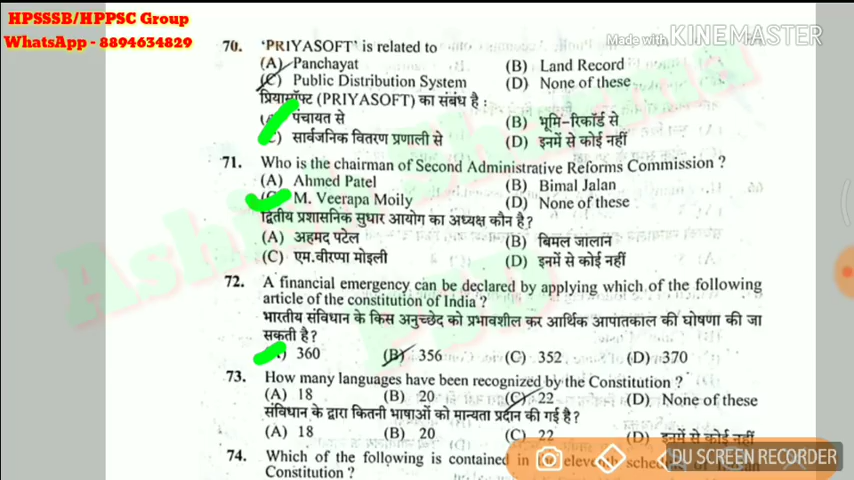 HPSSSB/HPPSC Group
WhatsApp - 8894634829
Made with KINEMASTER
70. 'PRIYASOFT' is related to
(A) Panchayat (B) Land Record
(C) Public Distribution System (D) None of these
प्रियासॉफ्ट (PRIYASOFT) का संबंध है :
पंचायत से (B) भूमि-रिकॉर्ड से
सार्वजनिक वितरण प्रणाली से (D) इनमें से कोई नहीं
71. Who is the chairman of Second Administrative Reforms Commission ?
(A) Ahmed Patel (B) Bimal Jalan
M. Veerapa Moily (D) None of these
द्वितीय प्रशासनिक सुधार आयोग का अध्यक्ष कौन है?
(A) अहमद पटेल (B) बिमल जालान
(C) एम.वीरप्पा मोइली (D) इनमें से कोई नहीं
72. A financial emergency can be declared by applying which of the following
article of the constitution of India ?
भारतीय संविधान के किस अनुच्छेद को प्रभावशील कर आर्थिक आपातकाल की घोषणा की जा
सकती है?
360 (B) 356 (C) 352 (D) 370
73. How many languages have been recognized by the Constitution ?
(A) 18 (B) 20 (C) 22 (D) None of these
संविधान के द्वारा कितनी भाषाओं को मान्यता प्रदान की गई है?
(A) 18 (B) 20 (C) 22 (D) इनमें से कोई नहीं
DU SCREEN RECORDER
74. Which of the following is contained in the eleventh
Constitution ?